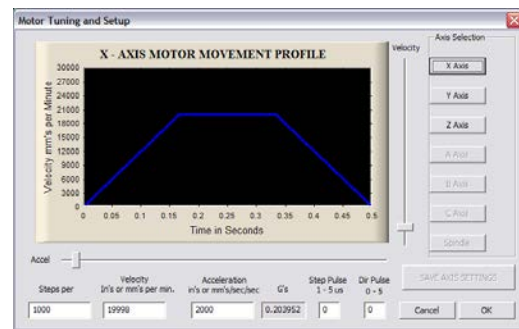 Motor Tuning and Setup
X - AXIS MOTOR MOVEMENT PROFILE
Velocity mm's per Minute
30000
27000
24000
21000
18000
15000
12000
9000
6000
3000
0
0 0.05 0.1 0.15 0.2 0.25 0.3 0.35 0.4 0.45 0.5
Time in Seconds
Velocity
Axis Selection
X Axis
Y Axis
Z Axis
A Axis
B Axis
C Axis
Spindle
Accel
Steps per
Velocity
In's or mm's per min.
Acceleration
in's or mm's/sec/sec
G's
Step Pulse
1 - 5 us
Dir Pulse
0 - 5
1000
19998
2000
0.203952
0
0
SAVE AXIS SETTINGS
Cancel
OK